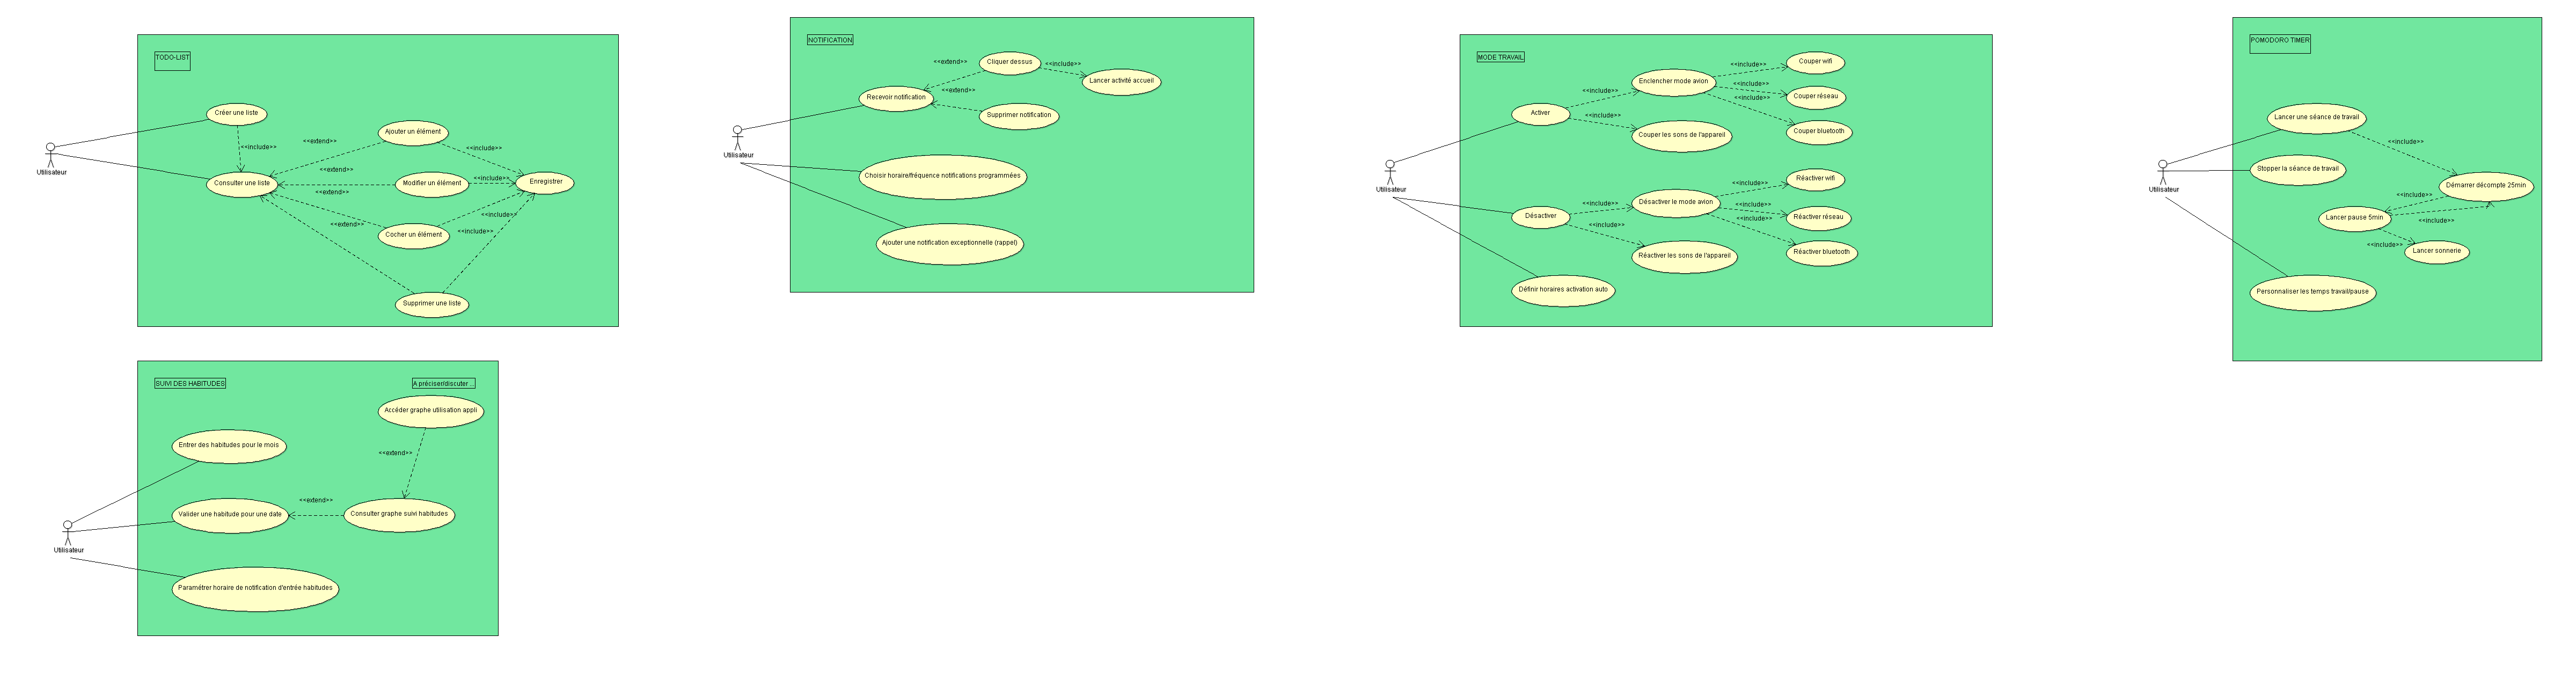 TODO-LIST
Créer une liste
<<include>>
Utilisateur
Consulter une liste
<<extend>>
Ajouter un élément
<<include>>
<<extend>>
Modifier un élément
<<include>>
Enregistrer
<<extend>>
Cocher un élément
<<include>>
<<extend>>
<<include>>
Supprimer une liste
NOTIFICATION
<<extend>>
Cliquer dessus
<<include>>
Lancer activité accueil
Recevoir notification
<<extend>>
Supprimer notification
Utilisateur
Choisir horaire/fréquence notifications programmées
Ajouter une notification exceptionnelle (rappel)
MODE TRAVAIL
Activer
<<include>>
Enclencher mode avion
<<include>>
Couper wifi
<<include>>
Couper réseau
<<include>>
Couper bluetooth
<<include>>
Couper les sons de l'appareil
Utilisateur
Désactiver
<<include>>
Désactiver le mode avion
<<include>>
Réactiver wifi
<<include>>
Réactiver réseau
<<include>>
Réactiver bluetooth
<<include>>
Réactiver les sons de l'appareil
Définir horaires activation auto
POMODORO TIMER
Lancer une séance de travail
<<include>>
Stopper la séance de travail
Utilisateur
Démarrer décompte 25min
<<include>>
Lancer pause 5min
<<include>>
<<include>>
Lancer sonnerie
Personnaliser les temps travail/pause
SUIVI DES HABITUDES
A préciser/discuter ...
Accéder graphe utilisation appli
Entrer des habitudes pour le mois
<<extend>>
Valider une habitude pour une date
<<extend>>
Consulter graphe suivi habitudes
Utilisateur
Paramétrer horaire de notification d'entrée habitudes